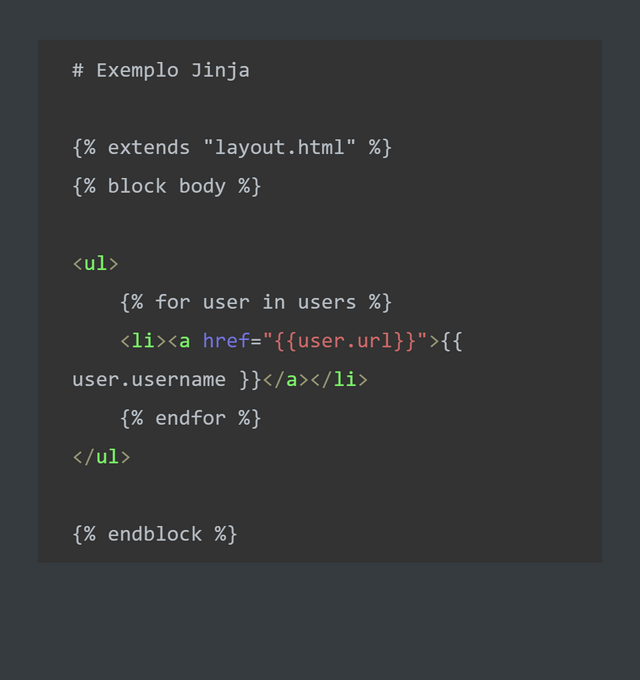 # Exemplo Jinja
{% extends "layout.html" %}
{% block body %}
<ul>
{% for user in users %}
<li><a href="{{user.url}}">{{
user.username }}</a></li>
{% endfor %}
</ul>
{% endblock %}